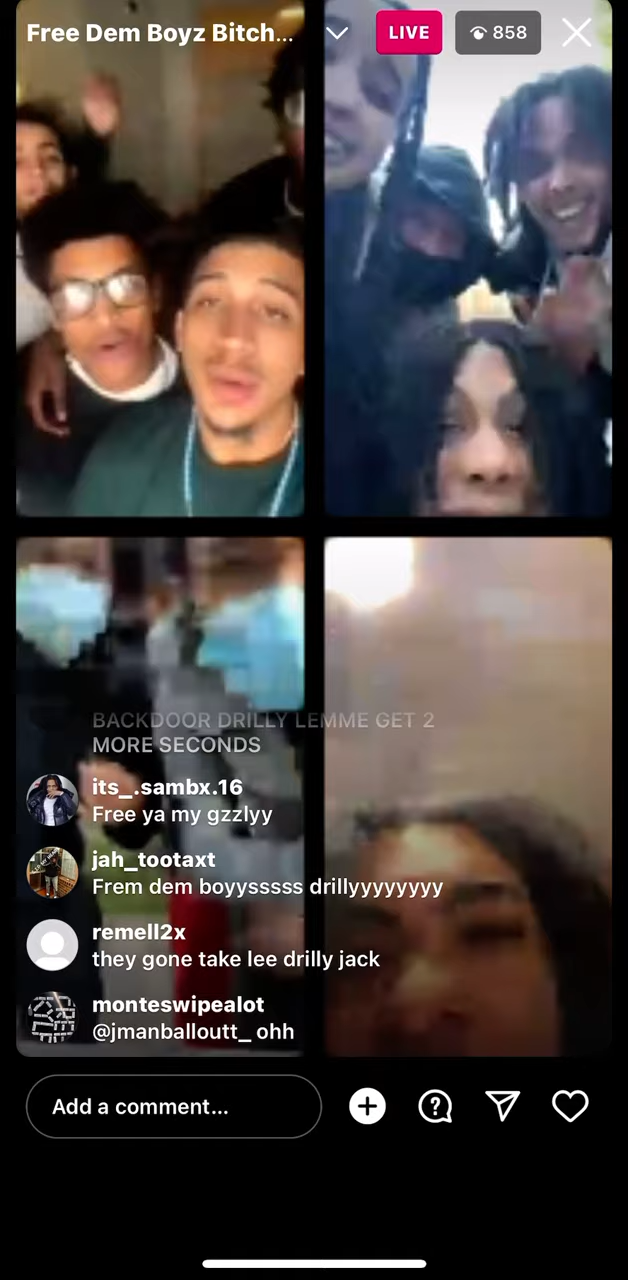 Free Dem Boyz Bitch...
LIVE
858
BACKDOOR DRILLY LEMME GET 2
MORE SECONDS
its_.sambx.16
Free ya my gzzlyy
jah_tootaxt
Frem dem boyysssss drillyyyyyyyy
remell2x
they gone take lee drilly jack
monteswipealot
@jmanballoutt_ ohh
Add a comment...